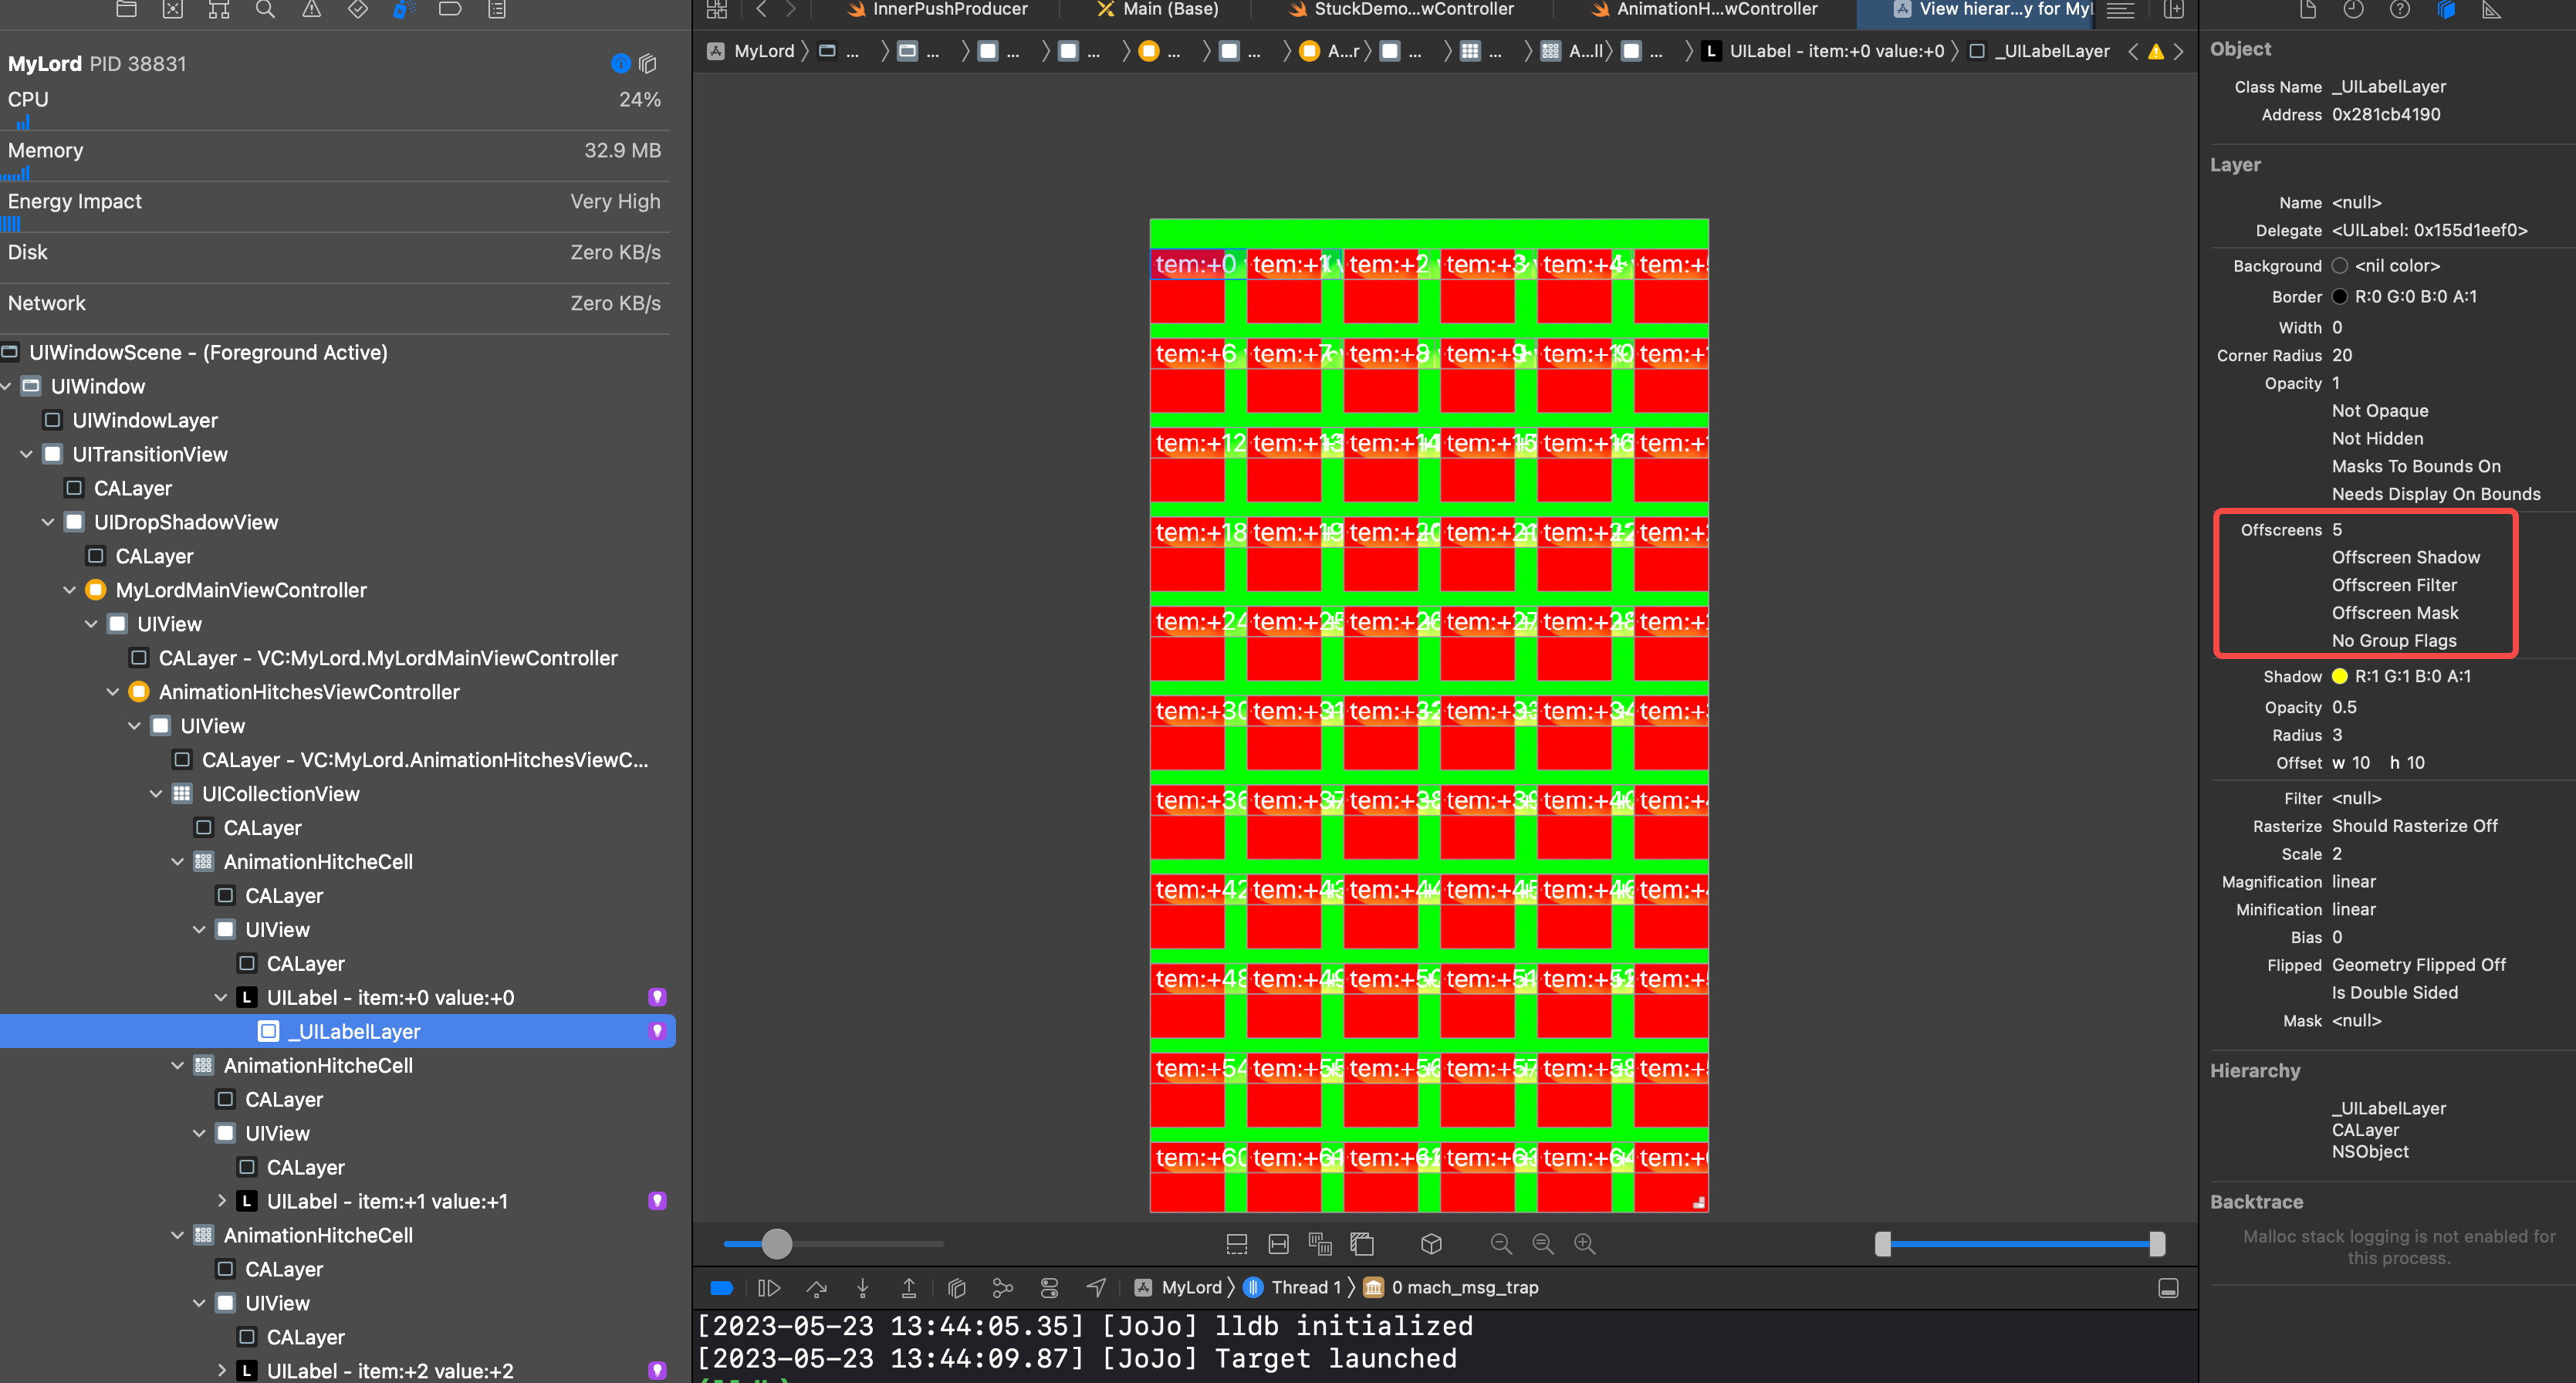 InnerPushProducer
Main (Base)
StuckDemo...wController
AnimationH...wController
View hierar...y for MyL
MyLord
...
...
...
...
...
...
A...r
...
...
A...ll
...
L UILabel - item:+0 value:+0
_UILabelLayer
MyLord PID 38831
CPU 24%
Memory 32.9 MB
Energy Impact Very High
Disk Zero KB/s
Network Zero KB/s
UIWindowScene - (Foreground Active)
UIWindow
UIWindowLayer
UITransitionView
CALayer
UIDropShadowView
CALayer
MyLordMainViewController
UIView
CALayer - VC:MyLord.MyLordMainViewController
AnimationHitchesViewController
UIView
CALayer - VC:MyLord.AnimationHitchesViewC...
UICollectionView
CALayer
AnimationHitcheCell
CALayer
UIView
CALayer
L UILabel - item:+0 value:+0
_UILabelLayer
AnimationHitcheCell
CALayer
UIView
CALayer
L UILabel - item:+1 value:+1
AnimationHitcheCell
CALayer
UIView
CALayer
L UILabel - item:+2 value:+2
tem:+0 tem:+1 tem:+2 tem:+3 tem:+4 tem:+5
tem:+6 tem:+7 tem:+8 tem:+9 tem:+10 tem:+
tem:+12 tem:+13 tem:+14 tem:+15 tem:+16 tem:+
tem:+18 tem:+19 tem:+20 tem:+21 tem:+22 tem:+2
tem:+24 tem:+25 tem:+26 tem:+27 tem:+28 tem:+2
tem:+30 tem:+31 tem:+32 tem:+33 tem:+34 tem:+3
tem:+36 tem:+37 tem:+38 tem:+39 tem:+40 tem:+4
tem:+42 tem:+43 tem:+44 tem:+45 tem:+46 tem:+4
tem:+48 tem:+49 tem:+50 tem:+51 tem:+52 tem:+5
tem:+54 tem:+55 tem:+56 tem:+57 tem:+58 tem:+5
tem:+60 tem:+61 tem:+62 tem:+63 tem:+64 tem:+6
MyLord
Thread 1
0 mach_msg_trap
[2023-05-23 13:44:05.35] [JoJo] lldb initialized
[2023-05-23 13:44:09.87] [JoJo] Target launched
Object
Class Name _UILabelLayer
Address 0x281cb4190
Layer
Name <null>
Delegate <UILabel: 0x155d1eef0>
Background <nil color>
Border R:0 G:0 B:0 A:1
Width 0
Corner Radius 20
Opacity 1
Not Opaque
Not Hidden
Masks To Bounds On
Needs Display On Bounds
Offscreens 5
Offscreen Shadow
Offscreen Filter
Offscreen Mask
No Group Flags
Shadow R:1 G:1 B:0 A:1
Opacity 0.5
Radius 3
Offset w 10 h 10
Filter <null>
Rasterize Should Rasterize Off
Scale 2
Magnification linear
Minification linear
Bias 0
Flipped Geometry Flipped Off
Is Double Sided
Mask <null>
Hierarchy
_UILabelLayer
CALayer
NSObject
Backtrace
Malloc stack logging is not enabled for
this process.